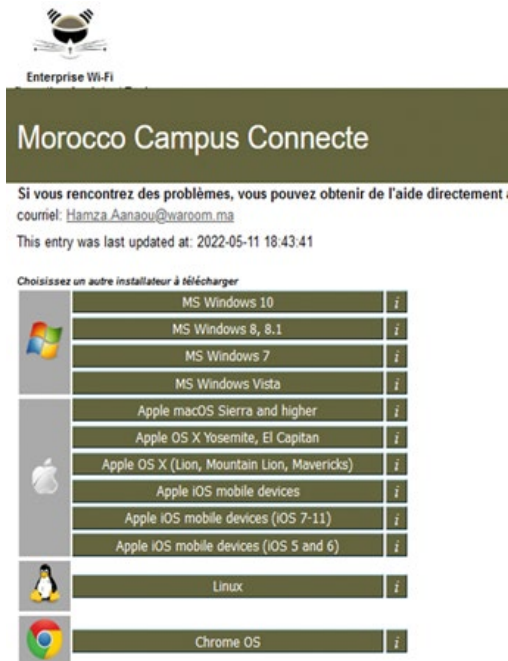 Enterprise Wi-Fi
Morocco Campus Connecte
Si vous rencontrez des problèmes, vous pouvez obtenir de l'aide directement
courriel: Hamza.Aanaou@waroom.ma
This entry was last updated at: 2022-05-11 18:43:41
Choisissez un autre installateur à télécharger
MS Windows 10 i
MS Windows 8, 8.1 i
MS Windows 7 i
MS Windows Vista i
Apple macOS Sierra and higher i
Apple OS X Yosemite, El Capitan i
Apple OS X (Lion, Mountain Lion, Mavericks) i
Apple iOS mobile devices i
Apple iOS mobile devices (iOS 7-11) i
Apple iOS mobile devices (iOS 5 and 6) i
Linux i
Chrome OS i